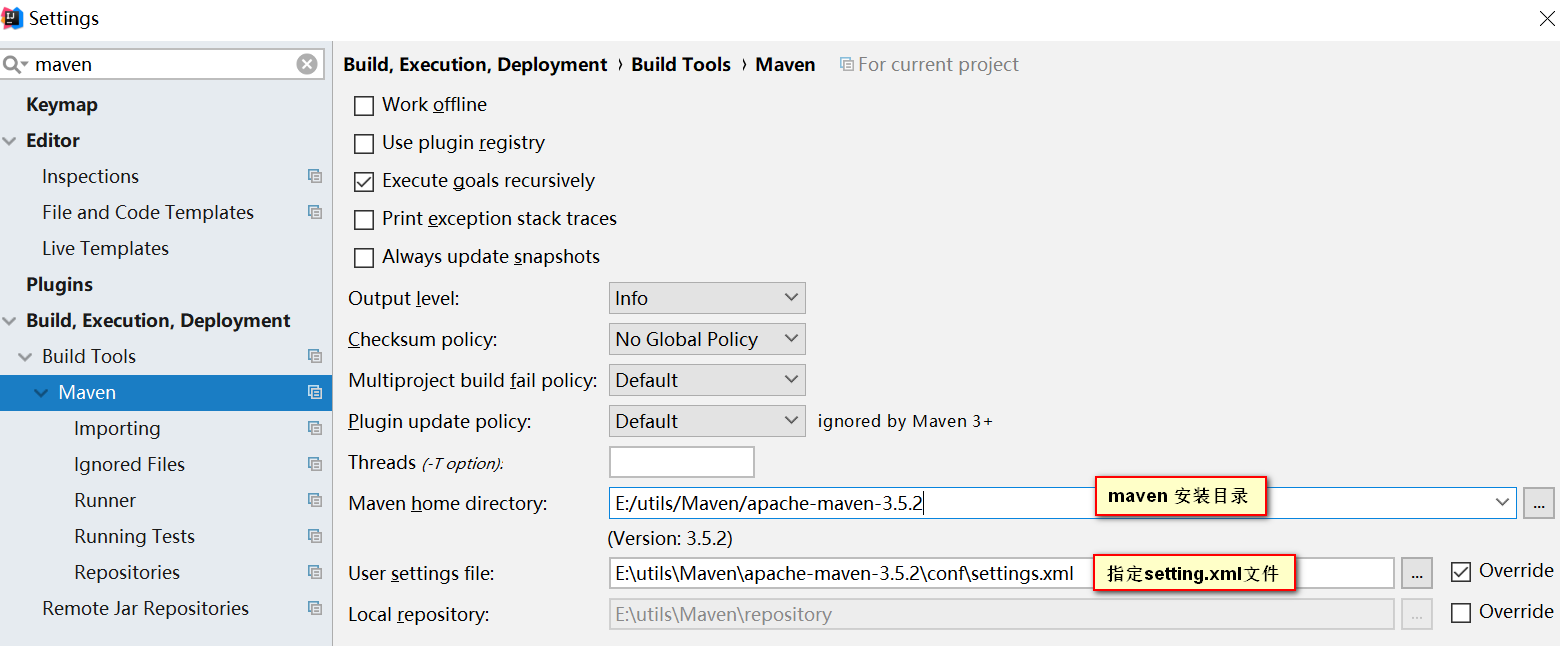 Settings
maven
Keymap
Editor
Inspections
File and Code Templates
Live Templates
Plugins
Build, Execution, Deployment
Build Tools
Maven
Importing
Ignored Files
Runner
Running Tests
Repositories
Remote Jar Repositories
Build, Execution, Deployment › Build Tools › Maven For current project
Work offline
Use plugin registry
Execute goals recursively
Print exception stack traces
Always update snapshots
Output level: Info
Checksum policy: No Global Policy
Multiproject build fail policy: Default
Plugin update policy: Default ignored by Maven 3+
Threads (-T option):
Maven home directory: E:/utils/Maven/apache-maven-3.5.2 maven 安装目录 ...
(Version: 3.5.2)
User settings file: E:\utils\Maven\apache-maven-3.5.2\conf\settings.xml 指定setting.xml文件 ... Override
Local repository: E:\utils\Maven\repository ... Override